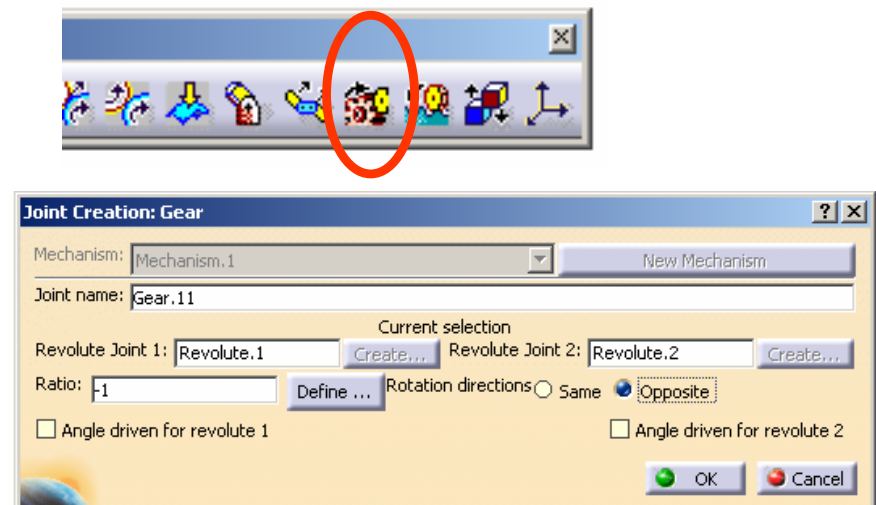 Joint Creation: Gear
Mechanism: Mechanism.1 New Mechanism
Joint name: Gear.11
Current selection
Revolute Joint 1: Revolute.1 Create... Revolute Joint 2: Revolute.2 Create...
Ratio: -1 Define ... Rotation directions Same Opposite
Angle driven for revolute 1 Angle driven for revolute 2
OK Cancel